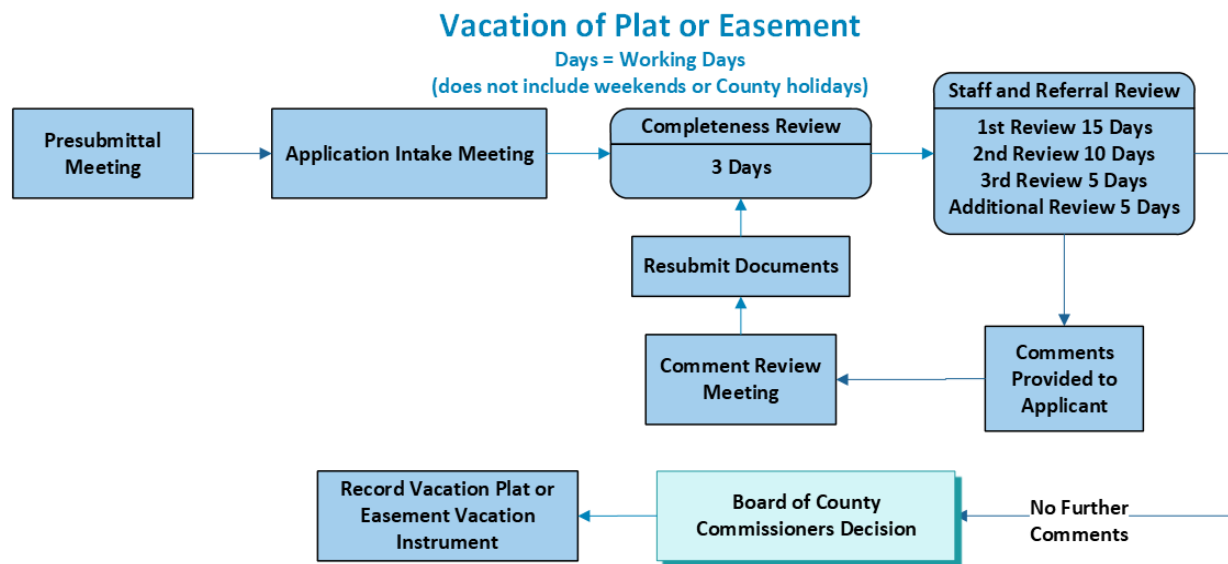 Vacation of Plat or Easement
Days = Working Days
(does not include weekends or County holidays)
Presubmittal
Meeting
Application Intake Meeting
Completeness Review
3 Days
Staff and Referral Review
1st Review 15 Days
2nd Review 10 Days
3rd Review 5 Days
Additional Review 5 Days
Resubmit Documents
Comment Review
Meeting
Comments
Provided to
Applicant
Record Vacation Plat or
Easement Vacation
Instrument
Board of County
Commissioners Decision
No Further
Comments